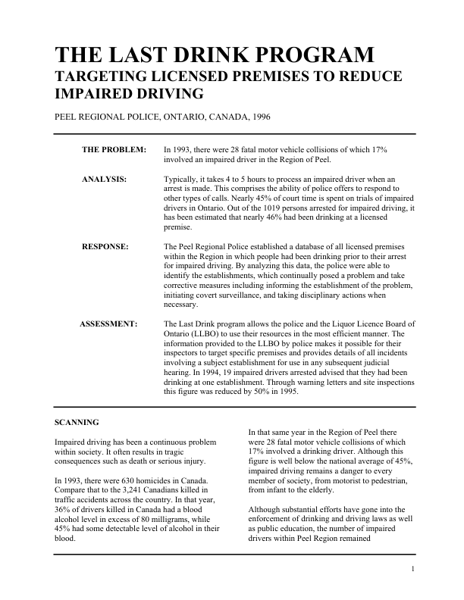 THE LAST DRINK PROGRAM
TARGETING LICENSED PREMISES TO REDUCE
IMPAIRED DRIVING
PEEL REGIONAL POLICE, ONTARIO, CANADA, 1996
THE PROBLEM: In 1993, there were 28 fatal motor vehicle collisions of which 17%
involved an impaired driver in the Region of Peel.
ANALYSIS: Typically, it takes 4 to 5 hours to process an impaired driver when an
arrest is made. This comprises the ability of police offers to respond to
other types of calls. Nearly 45% of court time is spent on trials of impaired
drivers in Ontario. Out of the 1019 persons arrested for impaired driving, it
has been estimated that nearly 46% had been drinking at a licensed
premise.
RESPONSE: The Peel Regional Police established a database of all licensed premises
within the Region in which people had been drinking prior to their arrest
for impaired driving. By analyzing this data, the police were able to
identify the establishments, which continually posed a problem and take
corrective measures including informing the establishment of the problem,
initiating covert surveillance, and taking disciplinary actions when
necessary.
ASSESSMENT: The Last Drink program allows the police and the Liquor Licence Board of
Ontario (LLBO) to use their resources in the most efficient manner. The
information provided to the LLBO by police makes it possible for their
inspectors to target specific premises and provides details of all incidents
involving a subject establishment for use in any subsequent judicial
hearing. In 1994, 19 impaired drivers arrested advised that they had been
drinking at one establishment. Through warning letters and site inspections
this figure was reduced by 50% in 1995.
SCANNING
Impaired driving has been a continuous problem
within society. It often results in tragic
consequences such as death or serious injury.
In 1993, there were 630 homicides in Canada.
Compare that to the 3,241 Canadians killed in
traffic accidents across the country. In that year,
36% of drivers killed in Canada had a blood
alcohol level in excess of 80 milligrams, while
45% had some detectable level of alcohol in their
blood.
In that same year in the Region of Peel there
were 28 fatal motor vehicle collisions of which
17% involved a drinking driver. Although this
figure is well below the national average of 45%,
impaired driving remains a danger to every
member of society, from motorist to pedestrian,
from infant to the elderly.
Although substantial efforts have gone into the
enforcement of drinking and driving laws as well
as public education, the number of impaired
drivers within Peel Region remained
1